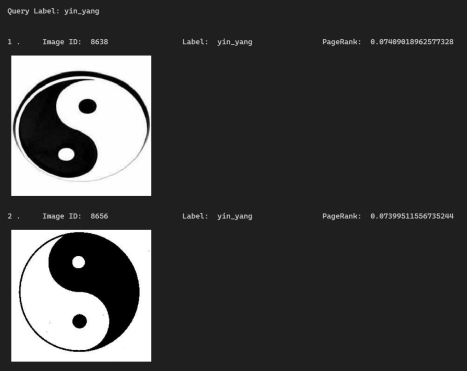 Query Label: yin_yang
1 . Image ID: 8638 Label: yin_yang PageRank: 0.07409018962577328
2 . Image ID: 8656 Label: yin_yang PageRank: 0.07399511556735244